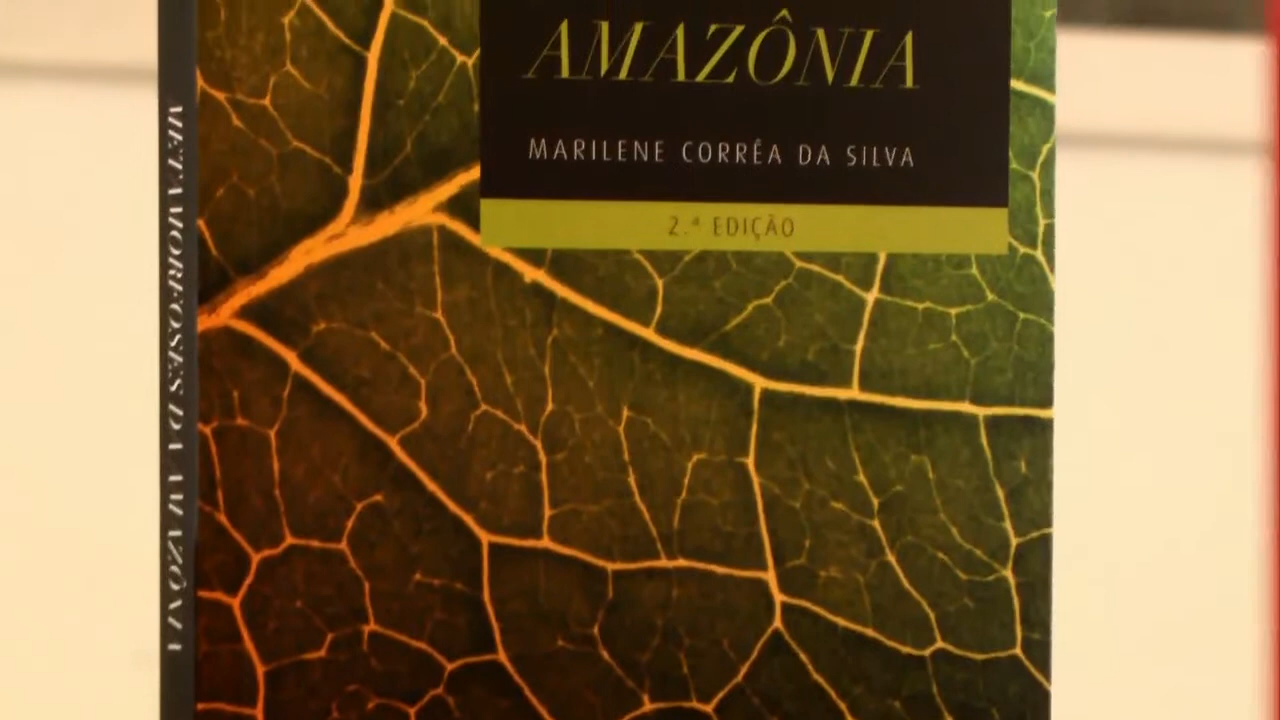 AMAZÔNIA
MARILENE CORRÊA DA SILVA
2.ª EDIÇÃO
METAMORFOSES DA AMAZÔNIA